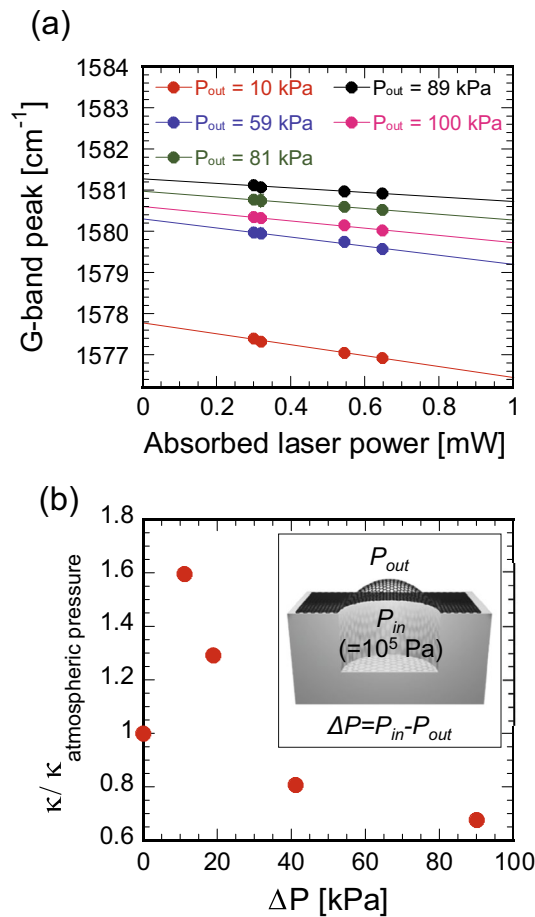 (a)
1584
1583
1582
1581
1580
1579
1578
1577
G-band peak [cm-1]
Pout = 10 kPa
Pout = 89 kPa
Pout = 59 kPa
Pout = 100 kPa
Pout = 81 kPa
0 0.2 0.4 0.6 0.8 1
Absorbed laser power [mW]
(b)
1.8
1.6
1.4
1.2
1
0.8
0.6
κ/ κatmospheric pressure
Pout
Pin
(=10⁵ Pa)
ΔP=Pin-Pout
0 20 40 60 80 100
ΔP [kPa]